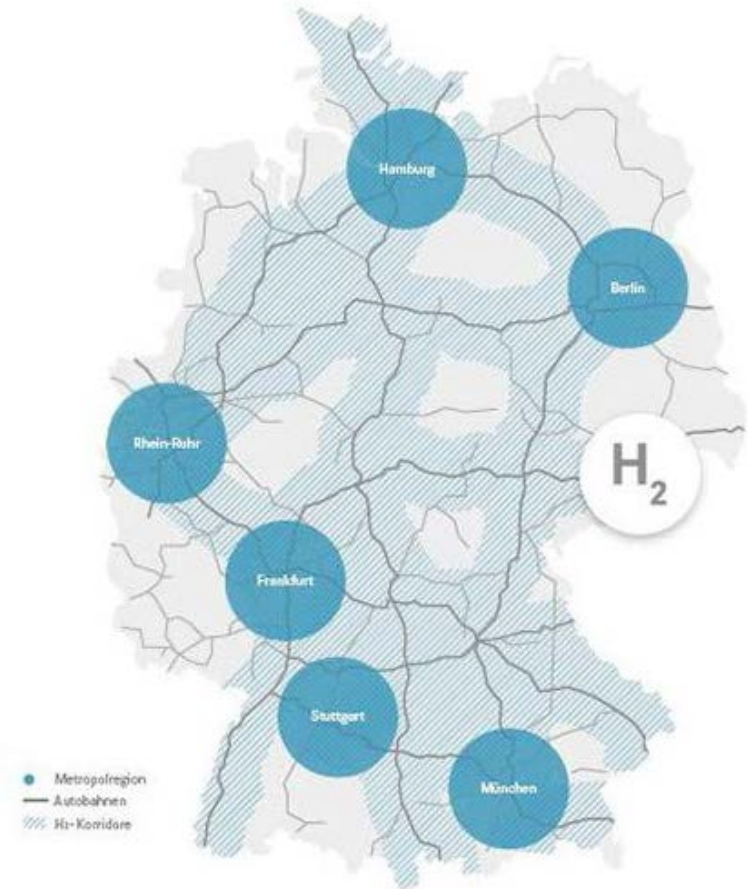 Hamburg
Berlin
Rhein-Ruhr
H₂
Frankfurt
Stuttgart
München
Metropolregion
Autobahnen
H₂-Korridore